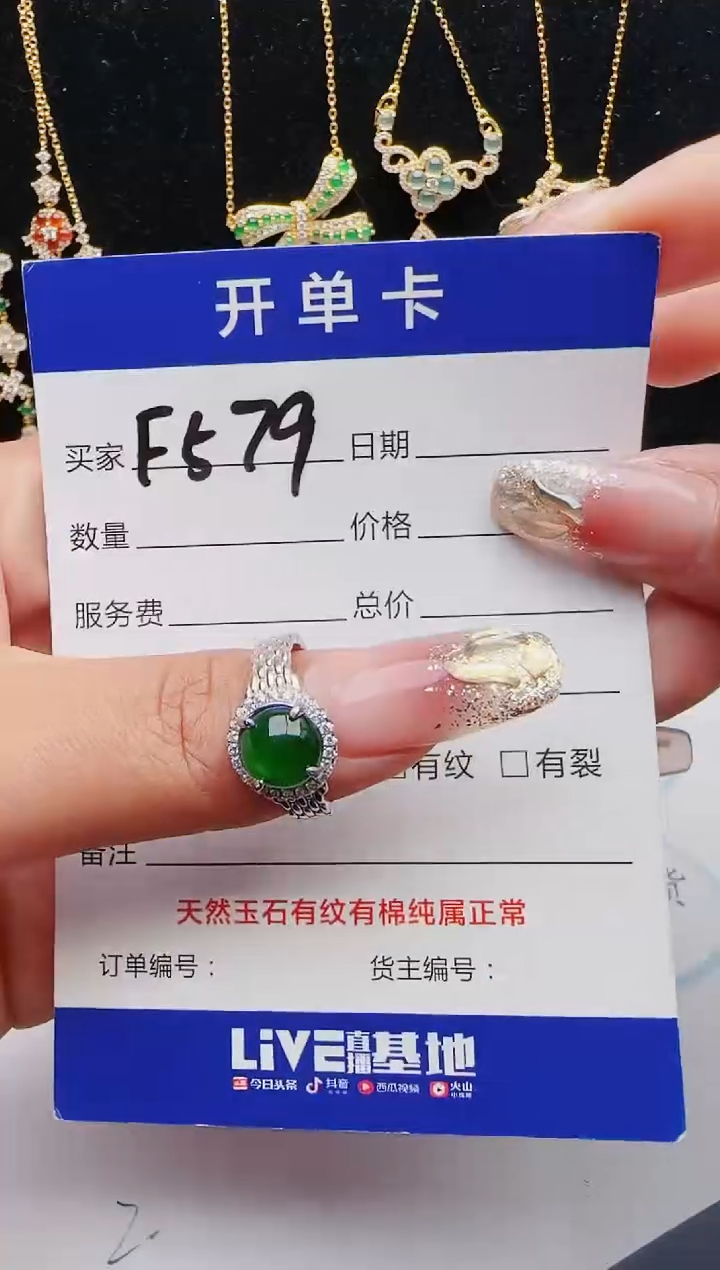 开单卡
买家 F579 日期
数量 价格
服务费 总价
有纹 □有裂
备注
天然玉石有纹有棉纯属正常
订单编号： 货主编号：
LiVE直播基地
今日头条 抖音 西瓜视频 火山
2.